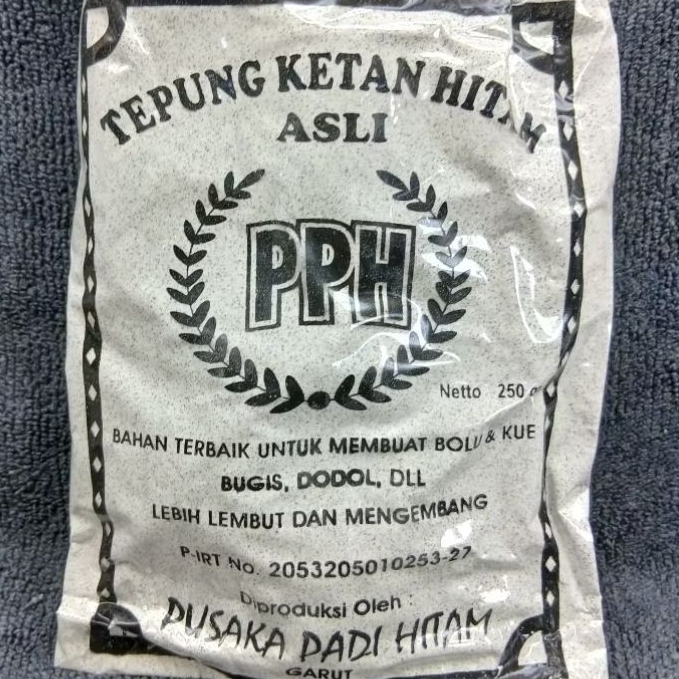 TEPUNG KETAN HITAM
ASLI
PPH
Netto 250 g
BAHAN TERBAIK UNTUK MEMBUAT BOLU & KUE
BUGIS, DODOL, DLL
LEBIH LEMBUT DAN MENGEMBANG
P-IRT No. 2053205010253-27
Diproduksi Oleh :
PUSAKA PADI HITAM
GARUT